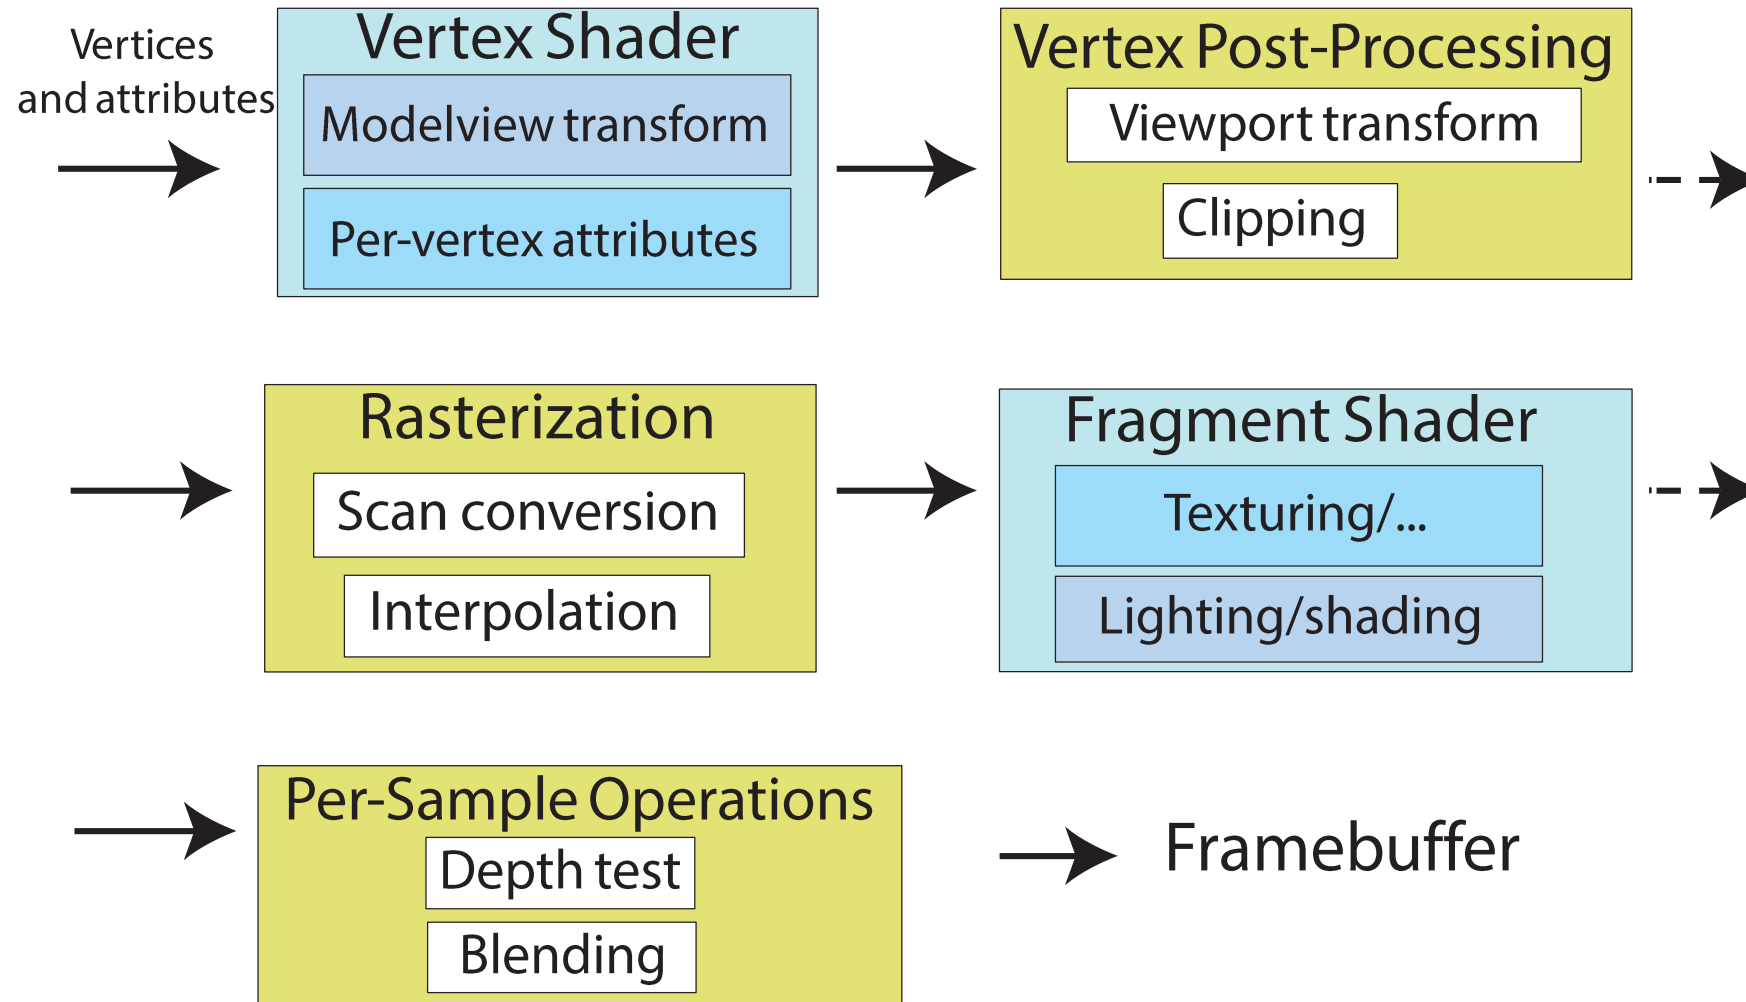 Vertices
and attributes
Vertex Shader
Modelview transform
Per-vertex attributes
Vertex Post-Processing
Viewport transform
Clipping
Rasterization
Scan conversion
Interpolation
Fragment Shader
Texturing/...
Lighting/shading
Per-Sample Operations
Depth test
Blending
Framebuffer